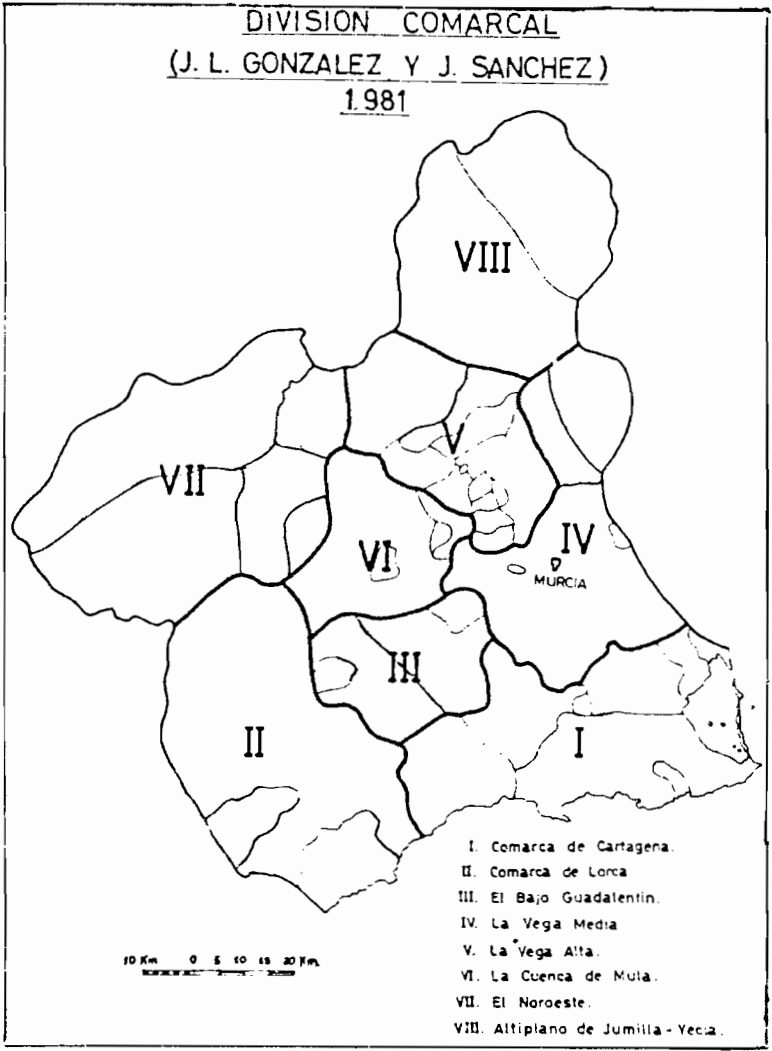 DIVISION COMARCAL
(J. L. GONZALEZ Y J. SANCHEZ)
1.981
VIII
V
VII
IV
VI
MURCIA
III
II
I
I. Comarca de Cartagena.
II. Comarca de Lorca
III. El Bajo Guadalentin.
IV. La Vega Media
V. La Vega Alta.
VI. La Cuenca de Mula.
VII. El Noroeste.
VIII. Altiplano de Jumilla-Yecla.
10 Km 0 5 10 15 20 Km.